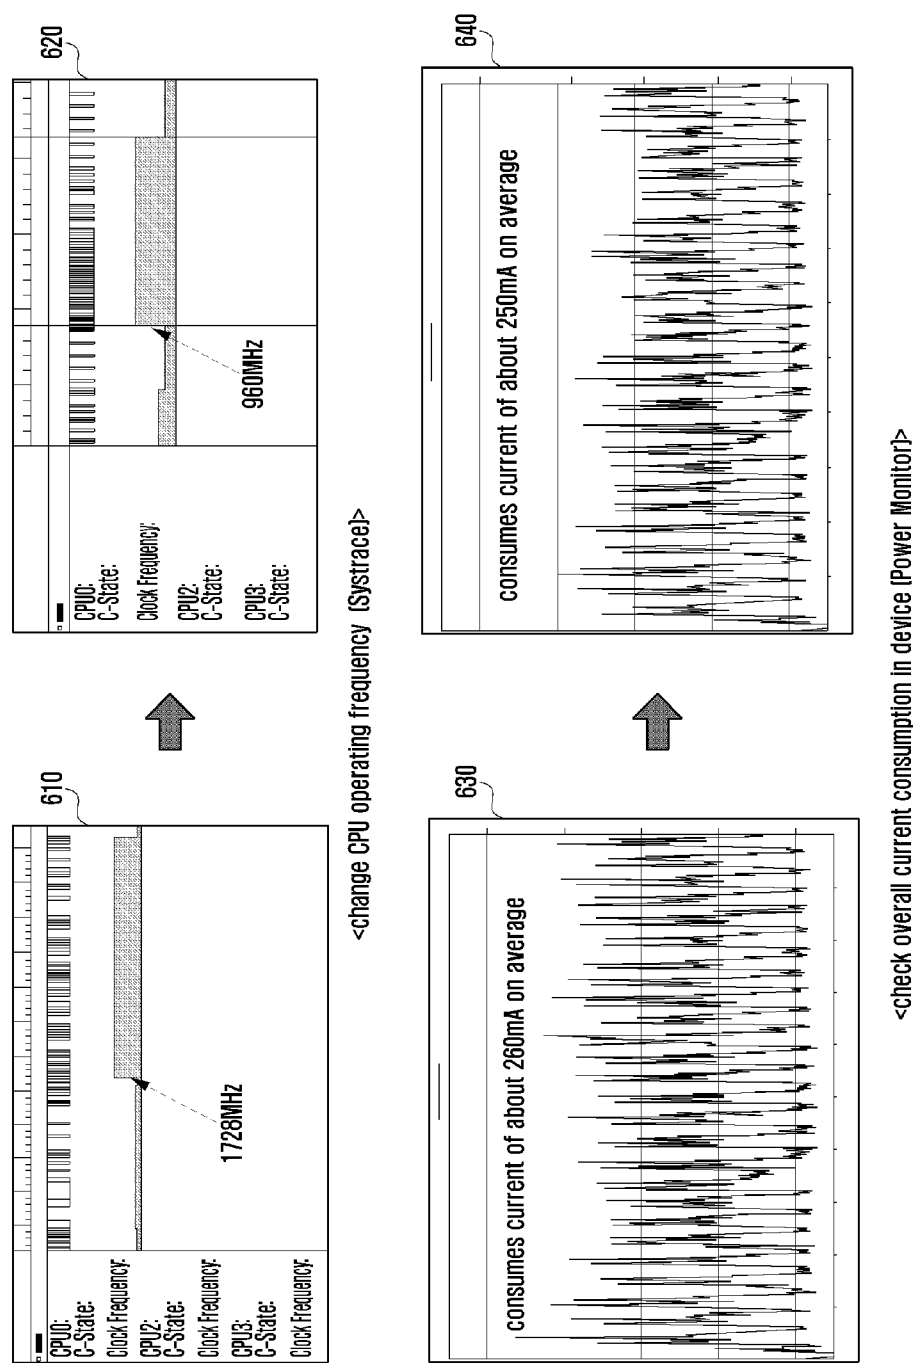 610
CPU0:
C-State:
Clock Frequency:
CPU2:
C-State:
Clock Frequency:
CPU3:
C-State:
Clock Frequency:
1728MHz
620
CPU0:
C-State:
Clock Frequency:
CPU2:
C-State:
CPU3:
C-State:
960MHz
<change CPU operating frequency (Systrace)>
630
consumes current of about 260mA on average
640
consumes current of about 250mA on average
<check overall current consumption in device (Power Monitor)>